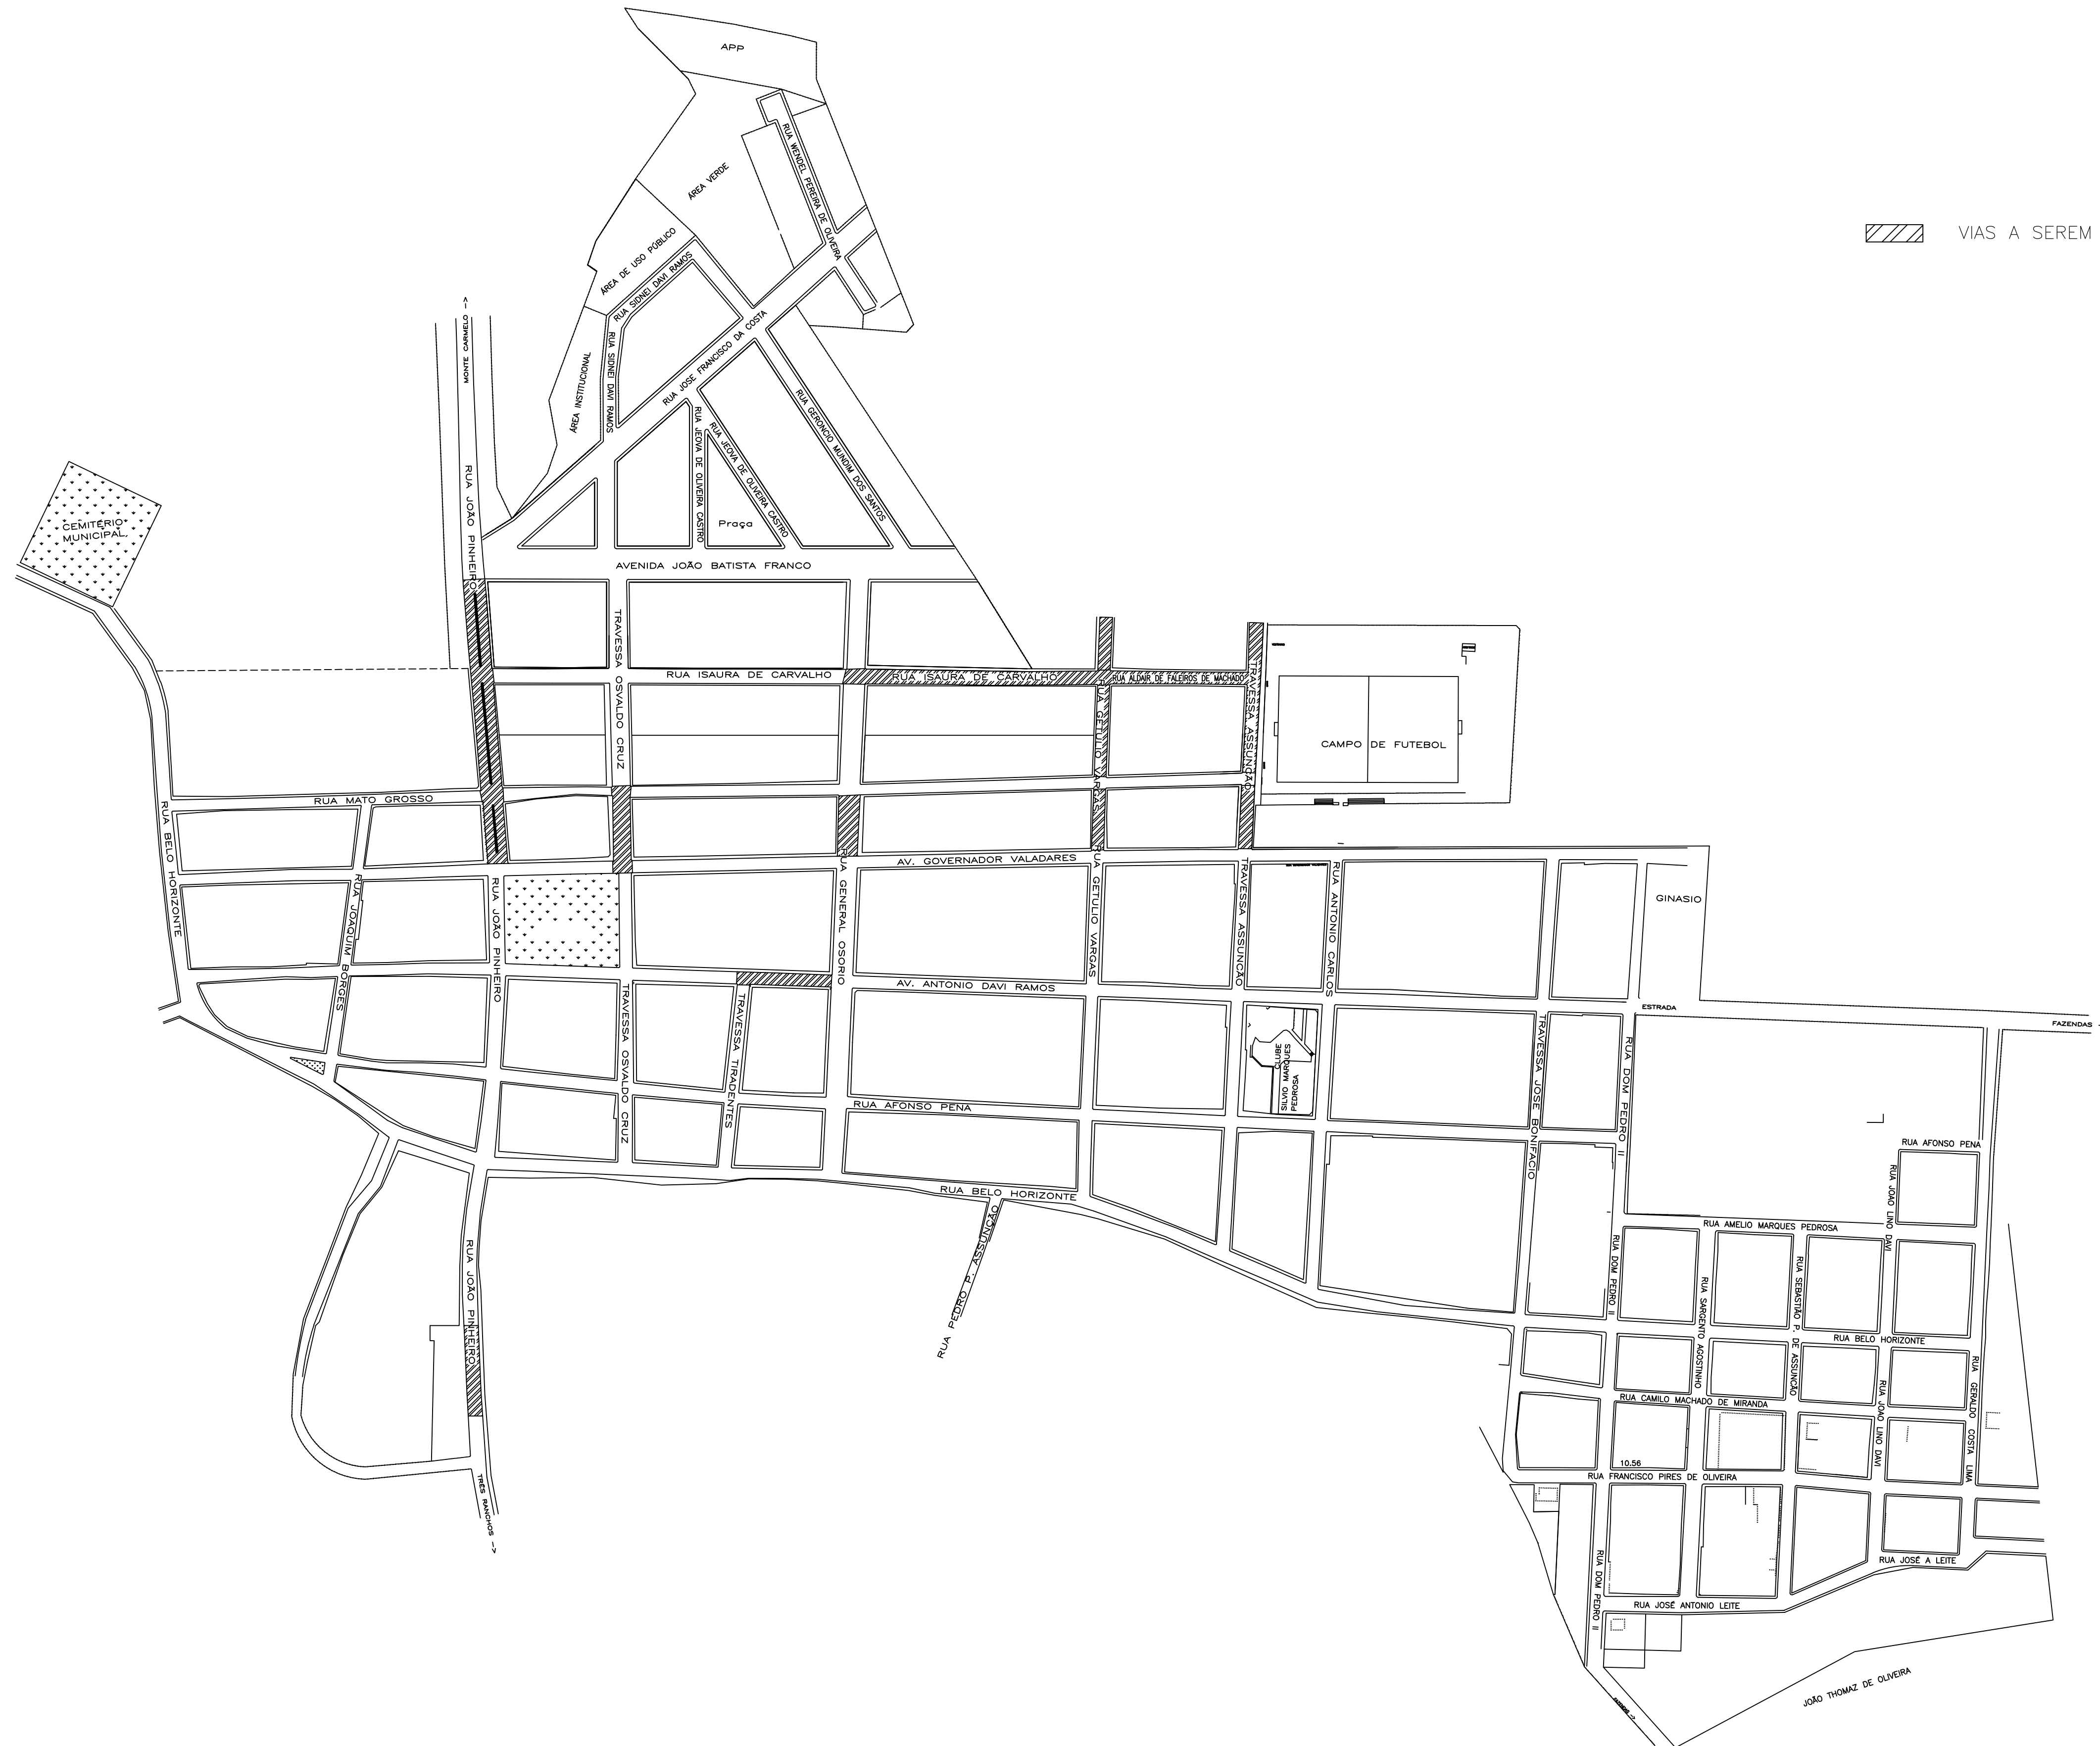 APP
RUA WENDEL PEREIRA DE OLIVEIRA
ÁREA VERDE
VIAS A SEREM
ÁREA DE USO PÚBLICO
RUA SIDNEI DAVI RAMOS
MONTE CARMELO -->
RUA SIDNEI DAVI RAMOS
RUA JOSE FRANCISCO DA COSTA
ÁREA INSTITUCIONAL
RUA GERONCIO MUNDIM DOS SANTOS
RUA JEOVA DE OLIVEIRA CASTRO
RUA JEOVA DE OLIVEIRA CASTRO
RUA JOÃO PINHEIRO
CEMITÉRIO
MUNICIPAL
Praça
AVENIDA JOÃO BATISTA FRANCO
TRAVESSA OSVALDO CRUZ
RUA ISAURA DE CARVALHO
RUA ISAURA DE CARVALHO
RUA ALDAIR DE FALEIROS DE MACHADO
RUA GETULIO VARGAS
TRAVESSA ASSUNCÃO
CAMPO DE FUTEBOL
RUA MATO GROSSO
RUA BELO HORIZONTE
AV. GOVERNADOR VALADARES
RUA GENERAL OSORIO
RUA GETULIO VARGAS
TRAVESSA ASSUNCÃO
RUA ANTONIO CARLOS
RUA JOAQUIM BORGES
RUA JOÃO PINHEIRO
GINASIO
AV. ANTONIO DAVI RAMOS
TRAVESSA OSVALDO CRUZ
TRAVESSA TIRADENTES
ESTRADA
FAZENDAS
TRAVESSA JOSE BONIFACIO
RUA DOM PEDRO II
CLUBE
SILVIO MARQUES
PEDROSA
RUA AFONSO PENA
RUA AFONSO PENA
RUA BELO HORIZONTE
RUA PEDRO P. ASSUNÇÃO
RUA JOAO LINO DAVI
RUA AMELIO MARQUES PEDROSA
RUA DOM PEDRO II
RUA SARGENTO AGOSTINHO
RUA SEBASTIÃO P. DE ASSUNCÃO
RUA JOÃO PINHEIRO
RUA BELO HORIZONTE
RUA GERALDO COSTA LIMA
RUA JOAO LINO DAVI
RUA CAMILO MACHADO DE MIRANDA
10.56
RUA FRANCISCO PIRES DE OLIVEIRA
TRÊS RANCHOS -->
RUA DOM PEDRO II
RUA JOSÉ A LEITE
RUA JOSÉ ANTONIO LEITE
JOÃO THOMAZ DE OLIVEIRA